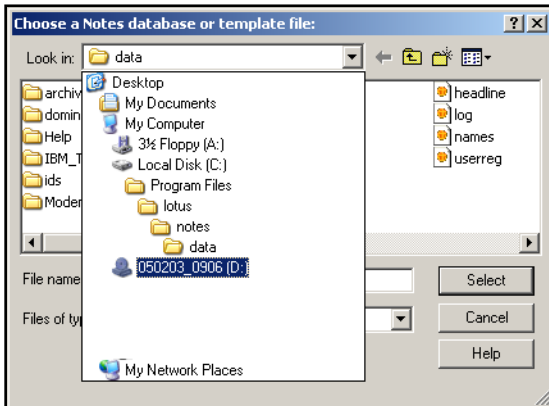 Choose a Notes database or template file:
Look in: data
Desktop
My Documents
My Computer
3½ Floppy (A:)
Local Disk (C:)
Program Files
lotus
notes
data
050203_0906 (D:
My Network Places
archiv
domin
Help
IBM_T
ids
Moder
headline
log
names
userreg
File name
Select
Files of ty
Cancel
Help